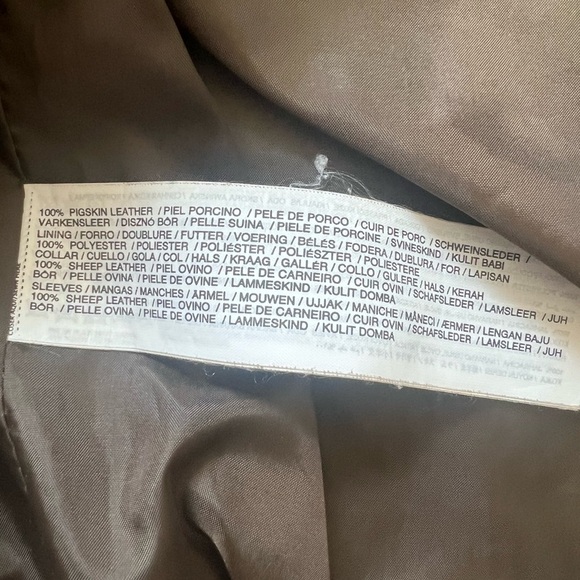 100% PIGSKIN LEATHER / PIEL PORCINO / PELE DE PORCO / CUIR DE PORC / SCHWEINSLEDER /
VARKENSLEER / DISZNÓ BŐR / PELLE SUINA / PIELE DE PORCINE / SVINESKIND / KULIT BABI
LINING / FORRO / DOUBLURE / FUTTER / VOERING / BÉLÉS / FODERA / DUBLURA / FOR / LAPISAN
100% POLYESTER / POLIESTER / POLIÉSTER / POLIÉSZTER / POLIESTERE
COLLAR / CUELLO / GOLA / COL / HALS / KRAAG / GALLÉR / COLLO / GULERE / HALS / KERAH
100% SHEEP LEATHER / PIEL OVINO / PELE DE CARNEIRO / CUIR OVIN / SCHAFSLEDER / LAMSLEER / JUH
BŐR / PELLE OVINA / PIELE DE OVINE / LAMMESKIND / KULIT DOMBA
SLEEVES / MANGAS / MANCHES / ARMEL / MOUWEN / UJJAK / MANICHE / MÂNECI / ÆRMER / LENGAN BAJU
100% SHEEP LEATHER / PIEL OVINO / PELE DE CARNEIRO / CUIR OVIN / SCHAFSLEDER / LAMSLEER / JUH
BŐR / PELLE OVINA / PIELE DE OVINE / LAMMESKIND / KULIT DOMBA